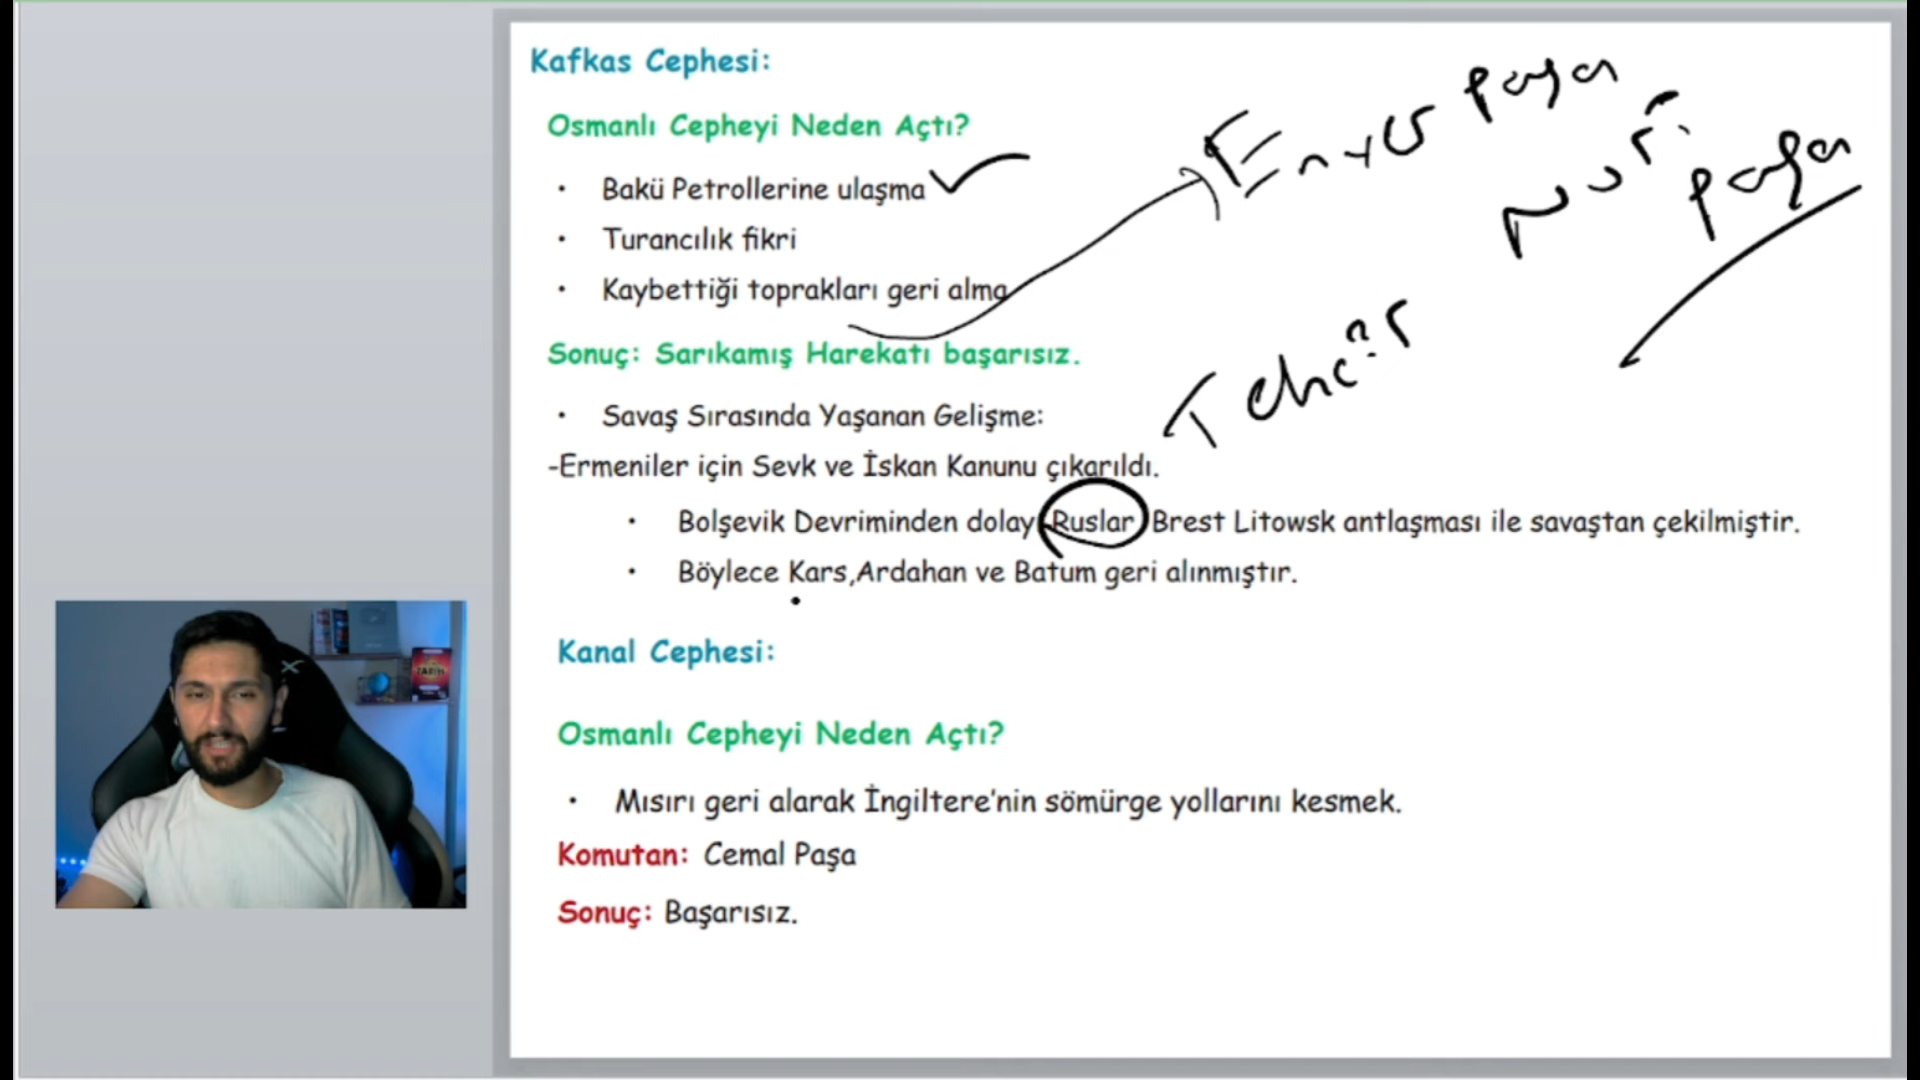 Kafkas Cephesi:
Osmanlı Cepheyi Neden Açtı?
• Bakü Petrollerine ulaşma
• Turancılık fikri
• Kaybettiği toprakları geri alma
Enver Paşa
Nuri Paşa
Sonuç: Sarıkamış Harekatı başarısız.
Tehcir
• Savaş Sırasında Yaşanan Gelişme:
-Ermeniler için Sevk ve İskan Kanunu çıkarıldı.
• Bolşevik Devriminden dolay Ruslar Brest Litowsk antlaşması ile savaştan çekilmiştir.
• Böylece Kars,Ardahan ve Batum geri alınmıştır.
Kanal Cephesi:
Osmanlı Cepheyi Neden Açtı?
• Mısırı geri alarak İngiltere'nin sömürge yollarını kesmek.
Komutan: Cemal Paşa
Sonuç: Başarısız.
TARİH